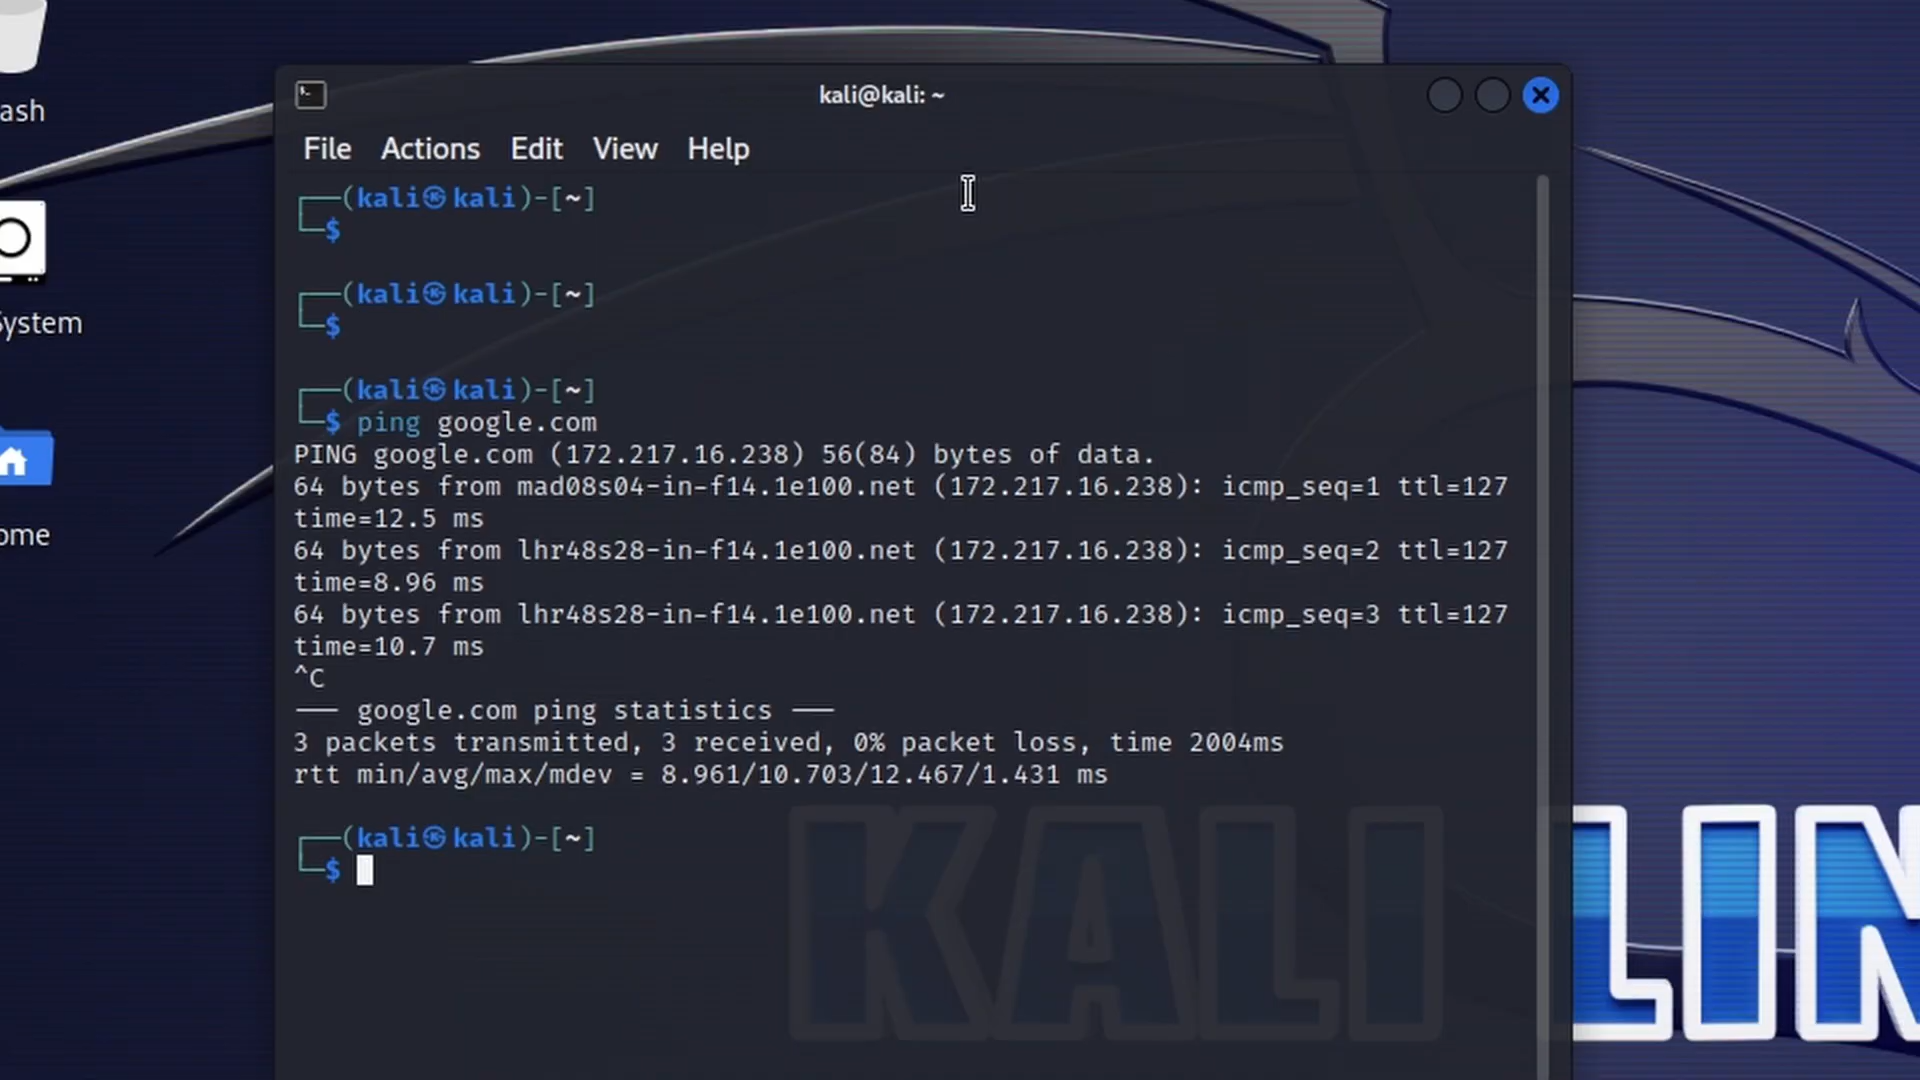 kali@kali: ~
File Actions Edit View Help
┌──(kali㉿kali)-[~]
└─$
┌──(kali㉿kali)-[~]
└─$
┌──(kali㉿kali)-[~]
└─$ ping google.com
PING google.com (172.217.16.238) 56(84) bytes of data.
64 bytes from mad08s04-in-f14.1e100.net (172.217.16.238): icmp_seq=1 ttl=127
time=12.5 ms
64 bytes from lhr48s28-in-f14.1e100.net (172.217.16.238): icmp_seq=2 ttl=127
time=8.96 ms
64 bytes from lhr48s28-in-f14.1e100.net (172.217.16.238): icmp_seq=3 ttl=127
time=10.7 ms
^C
─── google.com ping statistics ───
3 packets transmitted, 3 received, 0% packet loss, time 2004ms
rtt min/avg/max/mdev = 8.961/10.703/12.467/1.431 ms
┌──(kali㉿kali)-[~]
└─$
ash
System
ome
KALI LIN